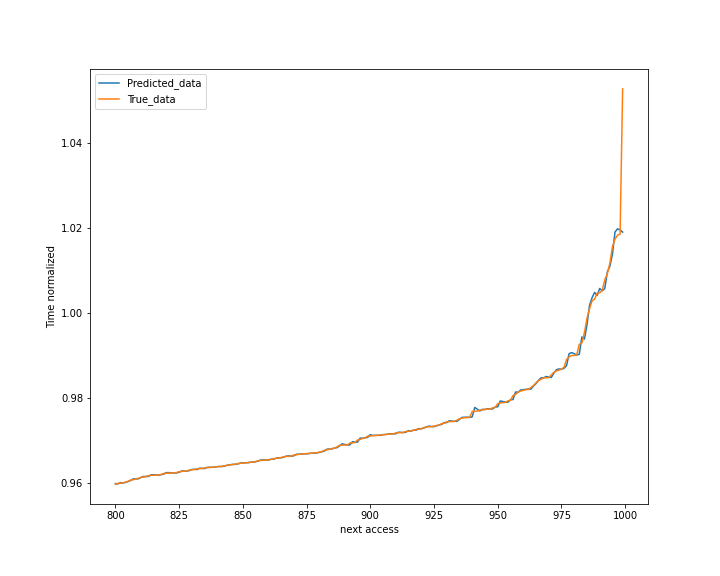 Predicted_data
True_data
1.04
1.02
1.00
0.98
0.96
Time normalized
800 825 850 875 900 925 950 975 1000
next access